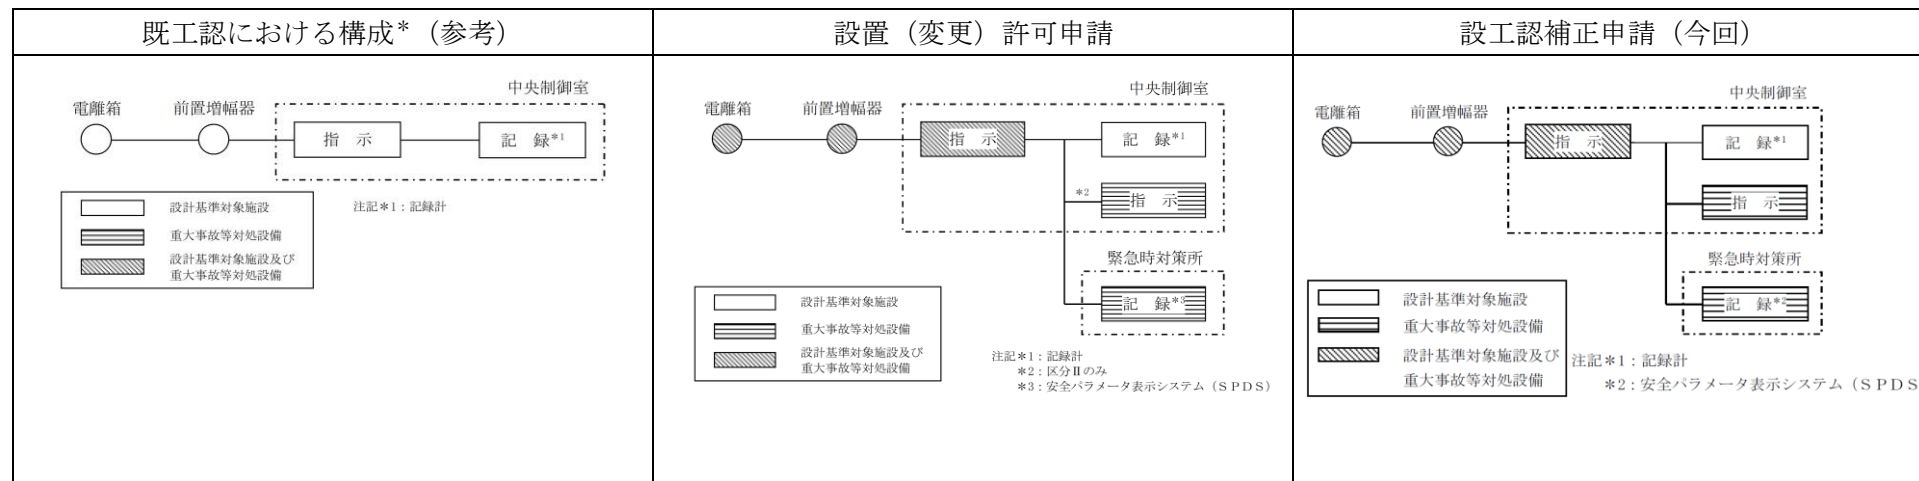 既工認における構成*（参考）
中央制御室
電離箱
前置増幅器
指　示
記　録*1
設計基準対象施設
重大事故等対処設備
設計基準対象施設及び
重大事故等対処設備
注記*1：記録計
設置（変更）許可申請
中央制御室
電離箱
前置増幅器
指　示
記　録*1
*2
指　示
緊急時対策所
記　録*3
設計基準対象施設
重大事故等対処設備
設計基準対象施設及び
重大事故等対処設備
注記*1：記録計
*2：区分Ⅱのみ
*3：安全パラメータ表示システム（ＳＰＤＳ）
設工認補正申請（今回）
中央制御室
電離箱
前置増幅器
指　示
記　録*1
指　示
緊急時対策所
記　録*2
設計基準対象施設
重大事故等対処設備
設計基準対象施設及び
重大事故等対処設備
注記*1：記録計
*2：安全パラメータ表示システム（ＳＰＤＳ